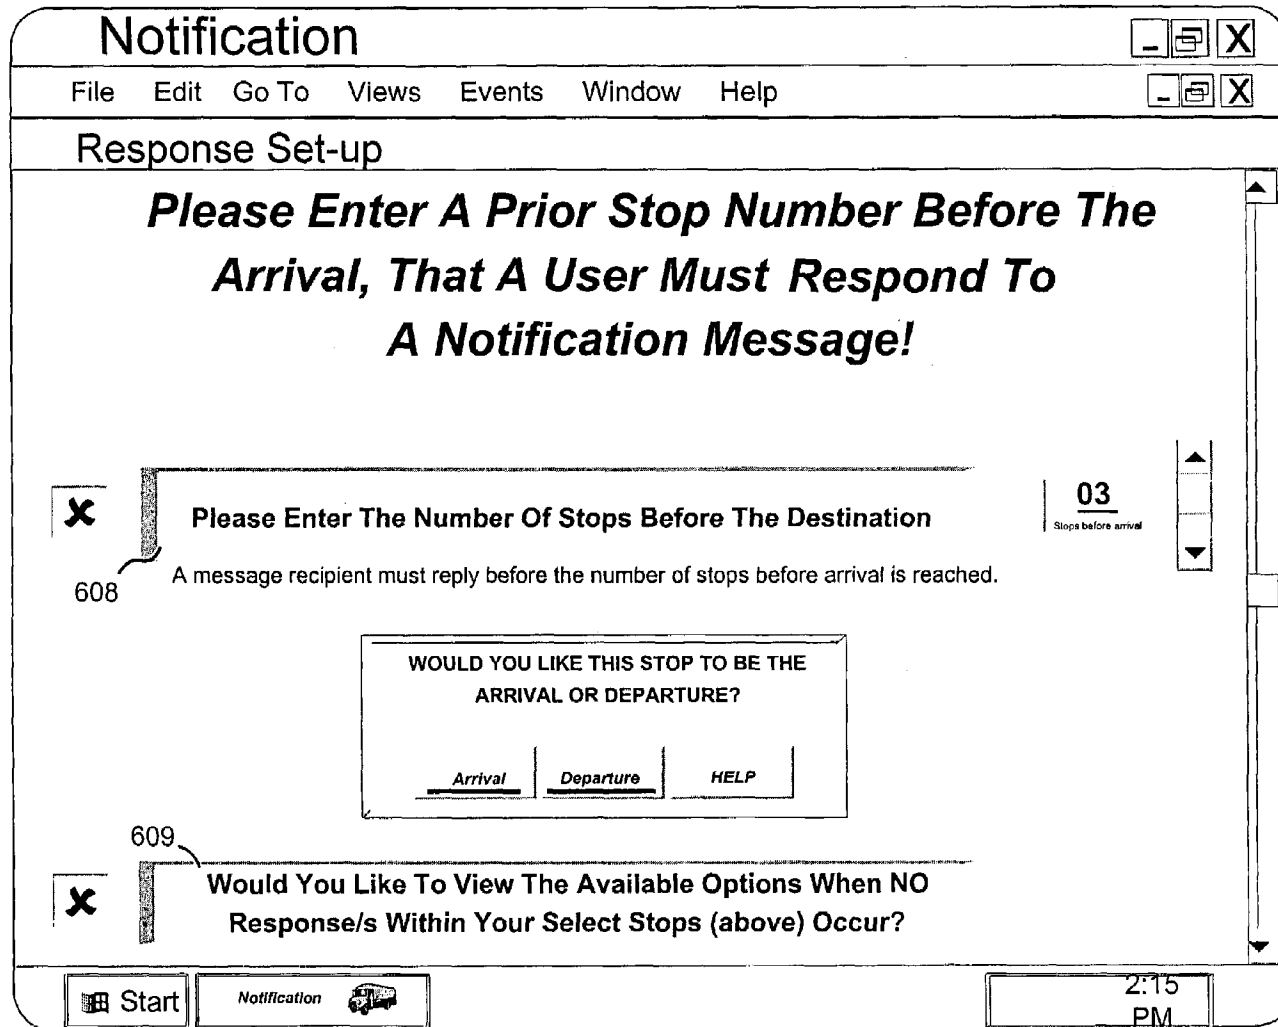 Notification
File Edit Go To Views Events Window Help
Response Set-up
Please Enter A Prior Stop Number Before The
Arrival, That A User Must Respond To
A Notification Message!
Please Enter The Number Of Stops Before The Destination
03
Stops before arrival
608
A message recipient must reply before the number of stops before arrival is reached.
WOULD YOU LIKE THIS STOP TO BE THE
ARRIVAL OR DEPARTURE?
Arrival Departure HELP
609
Would You Like To View The Available Options When NO
Response/s Within Your Select Stops (above) Occur?
Start Notification 2:15
PM